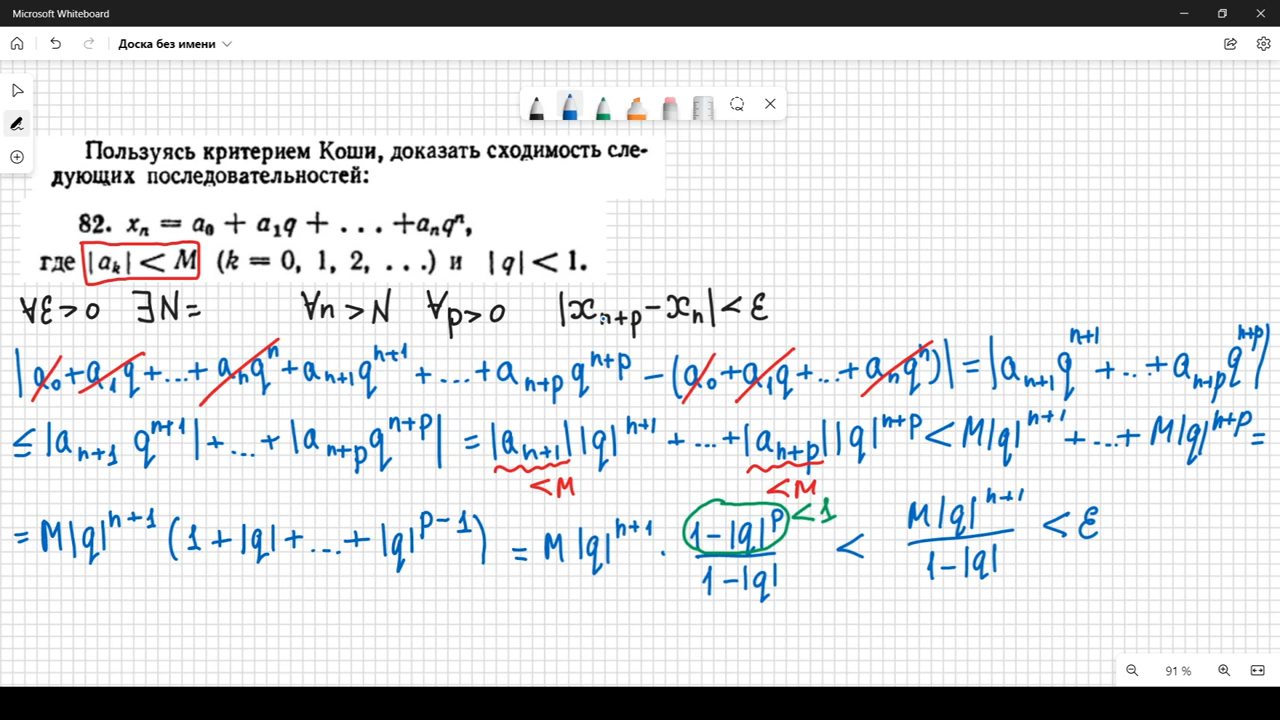 Microsoft Whiteboard
Доска без имени
Пользуясь критерием Коши, доказать сходимость сле-
дующих последовательностей:
82. xₙ = a₀ + a₁q + . . . +aₙqⁿ,
где |aₖ| < M (k = 0, 1, 2, . . .) и |q| < 1.
∀ε>0 ∃N= ∀n>N ∀p>0 |xₙ₊ₚ−xₙ|<ε
|a₀+a₁q+...+aₙqⁿ+aₙ₊₁qⁿ⁺¹+...+aₙ₊ₚqⁿ⁺ᵖ−(a₀+a₁q+...+aₙqⁿ)|=|aₙ₊₁qⁿ⁺¹+...+aₙ₊ₚqⁿ⁺ᵖ|
≤|aₙ₊₁qⁿ⁺¹|+...+|aₙ₊ₚqⁿ⁺ᵖ|=|aₙ₊₁||q|ⁿ⁺¹+...+|aₙ₊ₚ||q|ⁿ⁺ᵖ<M|q|ⁿ⁺¹+...+M|q|ⁿ⁺ᵖ=
<M <M
=M|q|ⁿ⁺¹(1+|q|+...+|q|ᵖ⁻¹)=M|q|ⁿ⁺¹·(1−|q|ᵖ)/(1−|q|) < M|q|ⁿ⁺¹/(1−|q|) <ε
<1
91 %